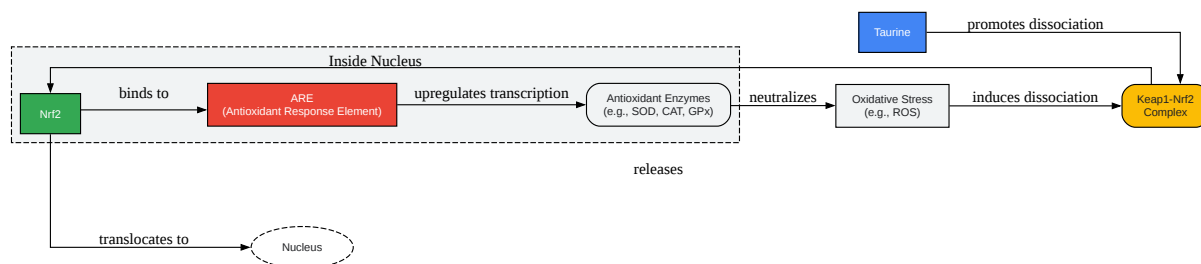 promotes dissociation
Taurine
Inside Nucleus
Nrf2
binds to
ARE
(Antioxidant Response Element)
upregulates transcription
Antioxidant Enzymes
(e.g., SOD, CAT, GPx)
neutralizes
Oxidative Stress
(e.g., ROS)
induces dissociation
Keap1-Nrf2
Complex
releases
translocates to
Nucleus